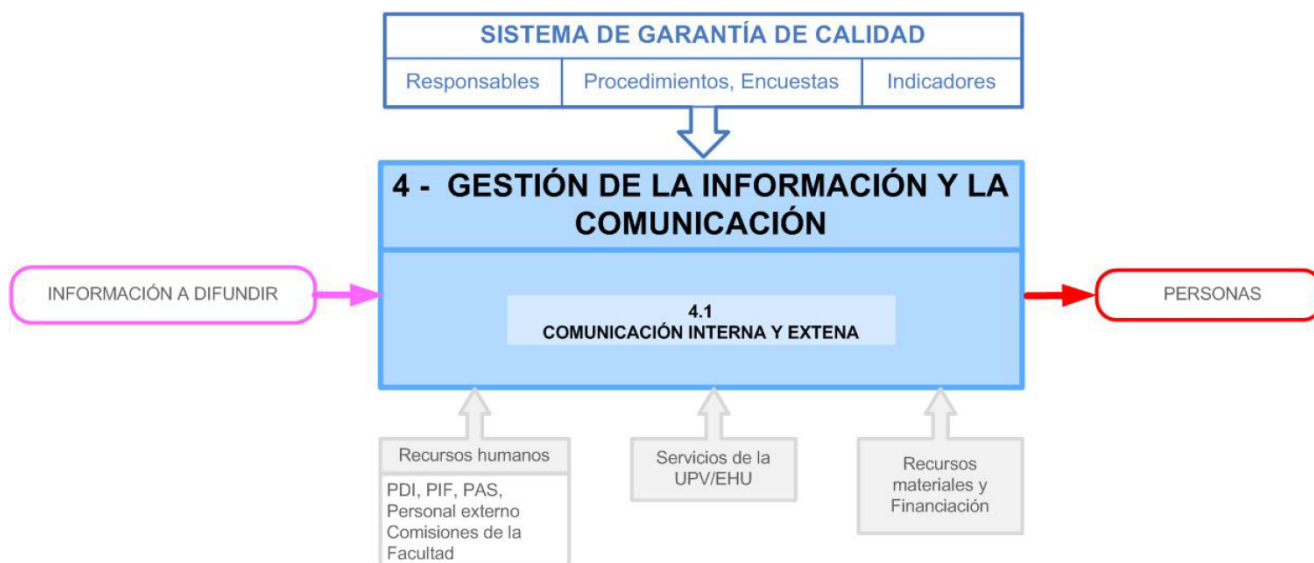 SISTEMA DE GARANTÍA DE CALIDAD
Responsables
Procedimientos, Encuestas
Indicadores
4 - GESTIÓN DE LA INFORMACIÓN Y LA
COMUNICACIÓN
INFORMACIÓN A DIFUNDIR
4.1
COMUNICACIÓN INTERNA Y EXTENA
PERSONAS
Recursos humanos
PDI, PIF, PAS,
Personal externo
Comisiones de la
Facultad
Servicios de la
UPV/EHU
Recursos
materiales y
Financiación